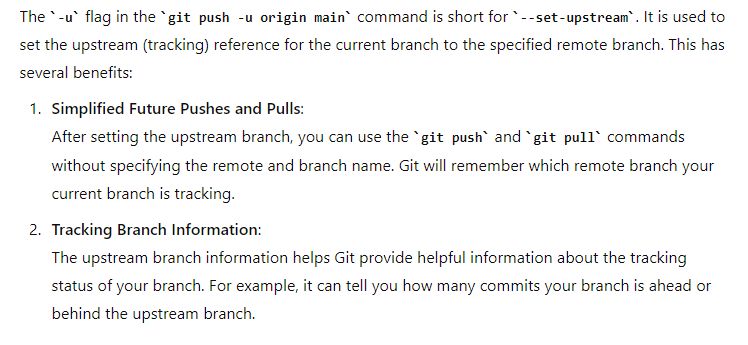 The `-u` flag in the `git push -u origin main` command is short for `--set-upstream`. It is used to
set the upstream (tracking) reference for the current branch to the specified remote branch. This has
several benefits:
1. Simplified Future Pushes and Pulls:
After setting the upstream branch, you can use the `git push` and `git pull` commands
without specifying the remote and branch name. Git will remember which remote branch your
current branch is tracking.
2. Tracking Branch Information:
The upstream branch information helps Git provide helpful information about the tracking
status of your branch. For example, it can tell you how many commits your branch is ahead or
behind the upstream branch.